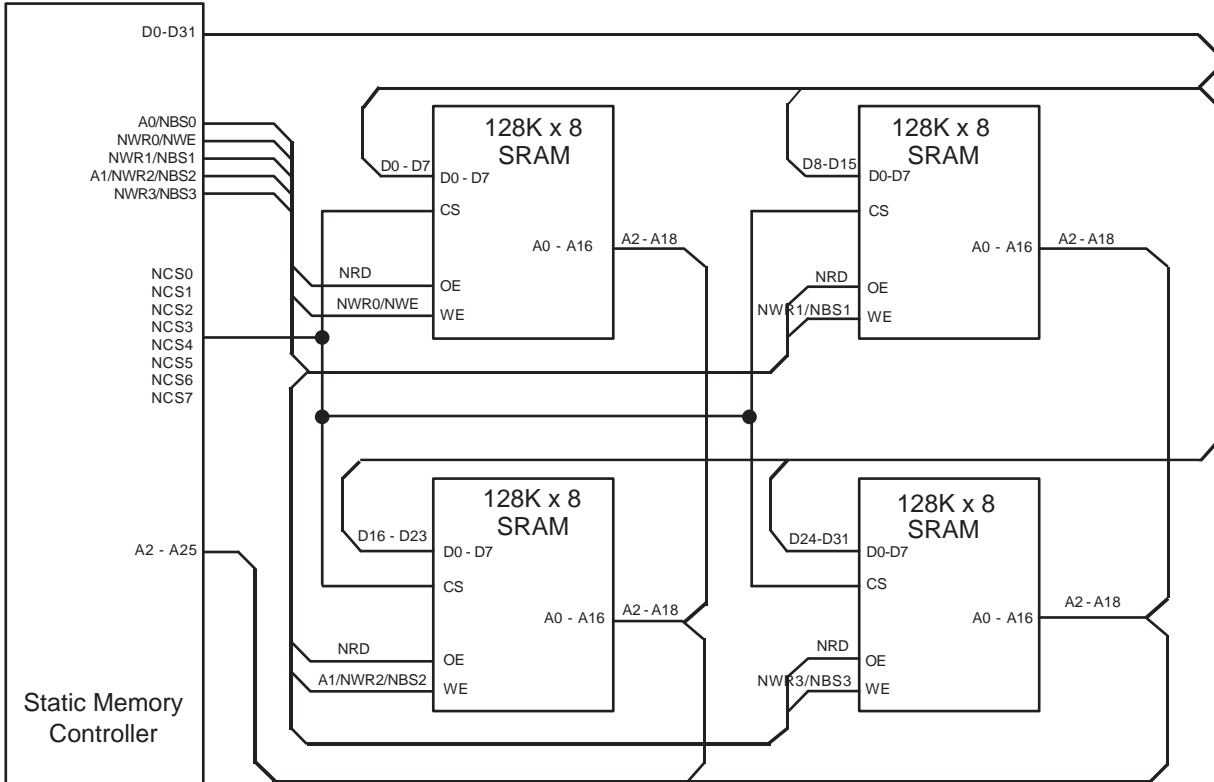 D0-D31
A0/NBS0
NWR0/NWE
NWR1/NBS1
A1/NWR2/NBS2
NWR3/NBS3
NCS0
NCS1
NCS2
NCS3
NCS4
NCS5
NCS6
NCS7
A2 - A25
Static Memory
Controller
128K x 8
SRAM
D0 - D7
D0 - D7
CS
A0 - A16
A2 - A18
NRD
OE
NWR0/NWE
WE
128K x 8
SRAM
D8-D15
D0-D7
CS
A0 - A16
A2 - A18
NRD
OE
NWR1/NBS1
WE
128K x 8
SRAM
D16 - D23
D0 - D7
CS
A0 - A16
A2 - A18
NRD
OE
A1/NWR2/NBS2
WE
128K x 8
SRAM
D24-D31
D0-D7
CS
A0 - A16
A2 - A18
NRD
OE
NWR3/NBS3
WE